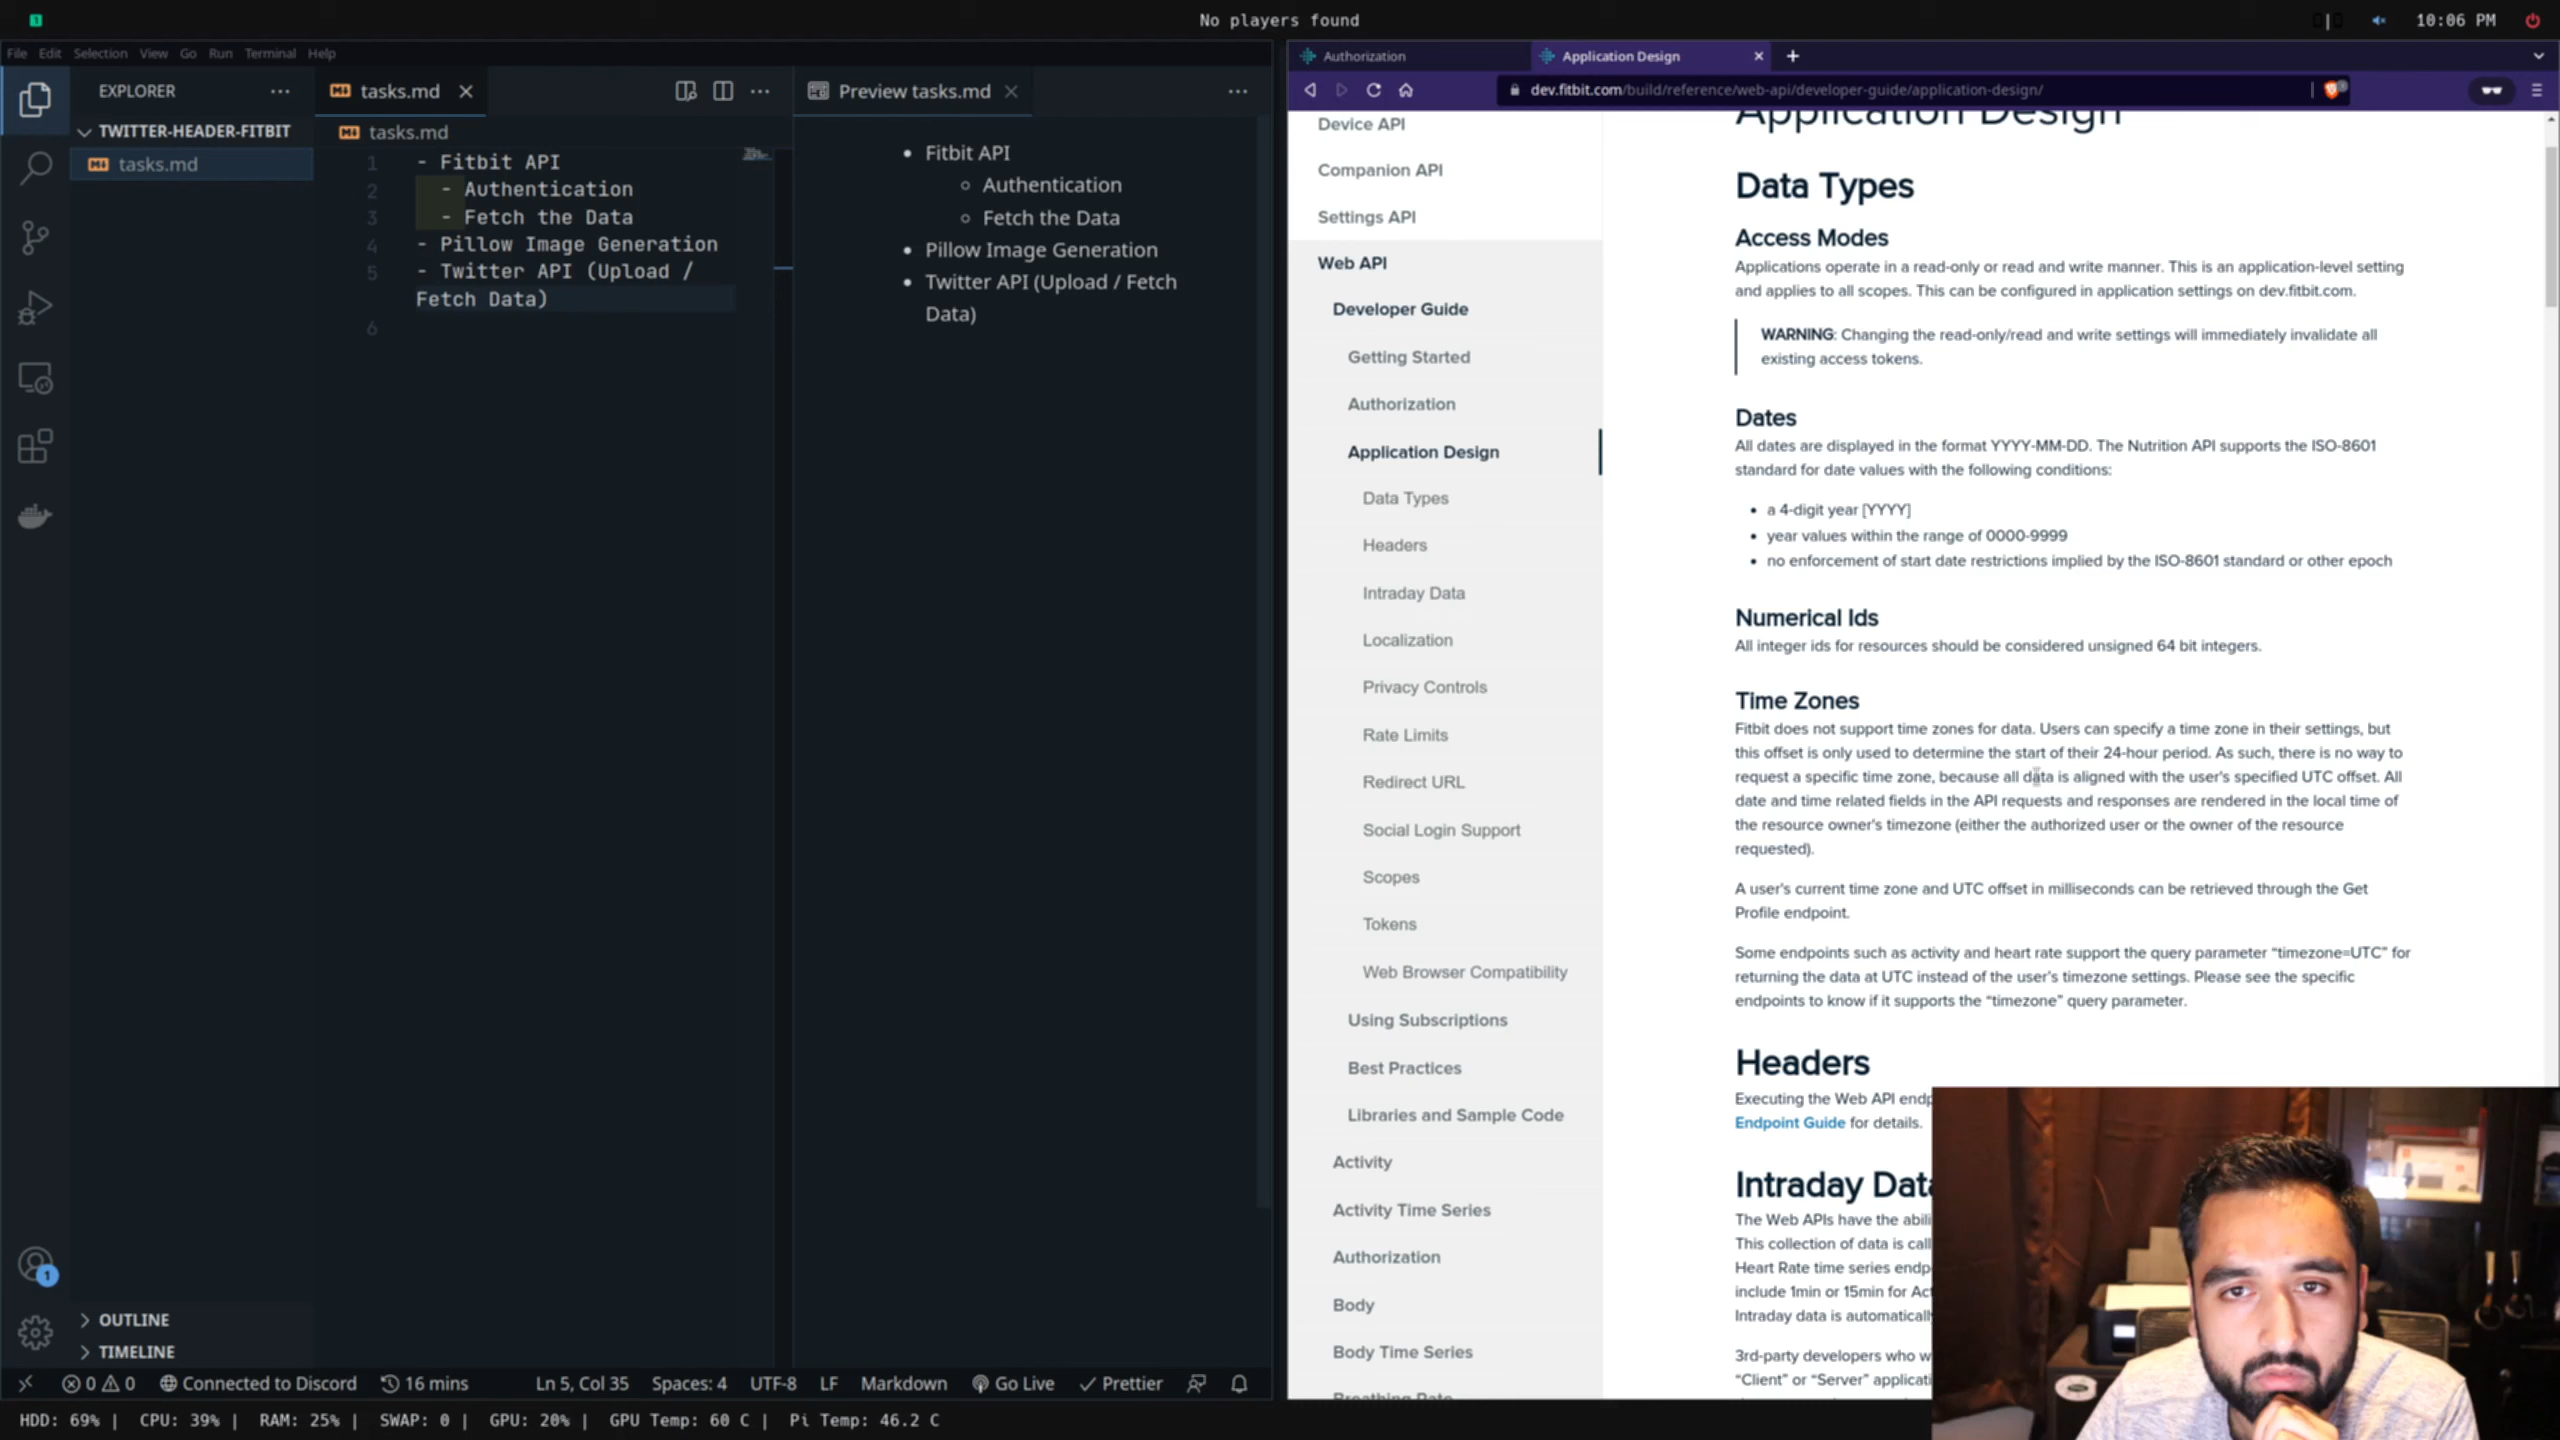 1
No players found
10:06 PM
File Edit Selection View Go Run Terminal Help
EXPLORER
TWITTER-HEADER-FITBIT
tasks.md
OUTLINE
TIMELINE
tasks.md
tasks.md
1 - Fitbit API
2 - Authentication
3 - Fetch the Data
4 - Pillow Image Generation
5 - Twitter API (Upload /
Fetch Data)
6
Preview tasks.md
• Fitbit API
○ Authentication
○ Fetch the Data
• Pillow Image Generation
• Twitter API (Upload / Fetch
Data)
1
0 0 Connected to Discord 16 mins Ln 5, Col 35 Spaces: 4 UTF-8 LF Markdown Go Live Prettier
HDD: 69% | CPU: 39% | RAM: 25% | SWAP: 0 | GPU: 20% | GPU Temp: 60 C | Pi Temp: 46.2 C
Authorization
Application Design
dev.fitbit.com/build/reference/web-api/developer-guide/application-design/
Device API
Companion API
Settings API
Web API
Developer Guide
Getting Started
Authorization
Application Design
Data Types
Headers
Intraday Data
Localization
Privacy Controls
Rate Limits
Redirect URL
Social Login Support
Scopes
Tokens
Web Browser Compatibility
Using Subscriptions
Best Practices
Libraries and Sample Code
Activity
Activity Time Series
Authorization
Body
Body Time Series
Breathing Rate
Application Design
Data Types
Access Modes
Applications operate in a read-only or read and write manner. This is an application-level setting
and applies to all scopes. This can be configured in application settings on dev.fitbit.com.
WARNING: Changing the read-only/read and write settings will immediately invalidate all
existing access tokens.
Dates
All dates are displayed in the format YYYY-MM-DD. The Nutrition API supports the ISO-8601
standard for date values with the following conditions:
• a 4-digit year [YYYY]
• year values within the range of 0000-9999
• no enforcement of start date restrictions implied by the ISO-8601 standard or other epoch
Numerical Ids
All integer ids for resources should be considered unsigned 64 bit integers.
Time Zones
Fitbit does not support time zones for data. Users can specify a time zone in their settings, but
this offset is only used to determine the start of their 24-hour period. As such, there is no way to
request a specific time zone, because all data is aligned with the user's specified UTC offset. All
date and time related fields in the API requests and responses are rendered in the local time of
the resource owner's timezone (either the authorized user or the owner of the resource
requested).
A user's current time zone and UTC offset in milliseconds can be retrieved through the Get
Profile endpoint.
Some endpoints such as activity and heart rate support the query parameter “timezone=UTC” for
returning the data at UTC instead of the user's timezone settings. Please see the specific
endpoints to know if it supports the “timezone” query parameter.
Headers
Executing the Web API endp
Endpoint Guide for details.
Intraday Data
The Web APIs have the abili
This collection of data is call
Heart Rate time series endp
include 1min or 15min for Ac
Intraday data is automatically
3rd-party developers who w
“Client” or “Server” applicati